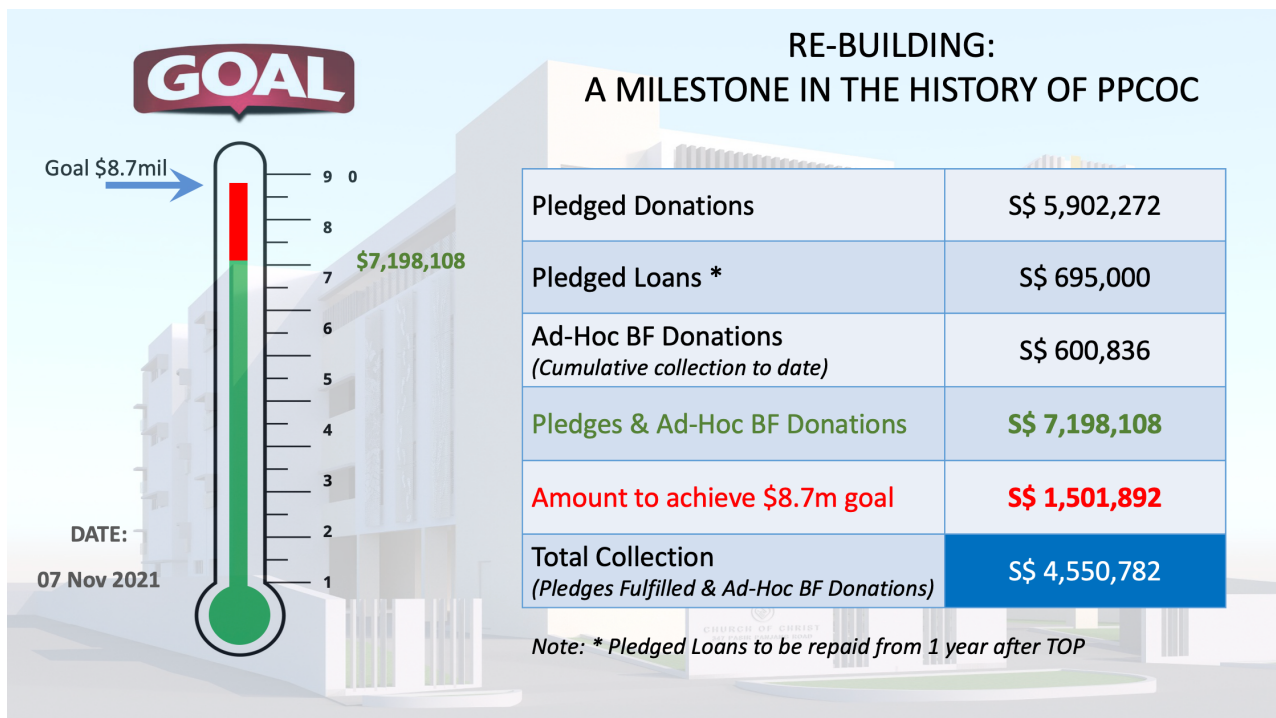 GOAL
RE-BUILDING:
A MILESTONE IN THE HISTORY OF PPCOC
Goal $8.7mil
9 0
8
$7,198,108
7
6
5
4
3
2
1
DATE:
07 Nov 2021
Pledged Donations S$ 5,902,272
Pledged Loans * S$ 695,000
Ad-Hoc BF Donations
(Cumulative collection to date) S$ 600,836
Pledges & Ad-Hoc BF Donations S$ 7,198,108
Amount to achieve $8.7m goal S$ 1,501,892
Total Collection
(Pledges Fulfilled & Ad-Hoc BF Donations) S$ 4,550,782
CHURCH OF CHRIST
Note: * Pledged Loans to be repaid from 1 year after TOP